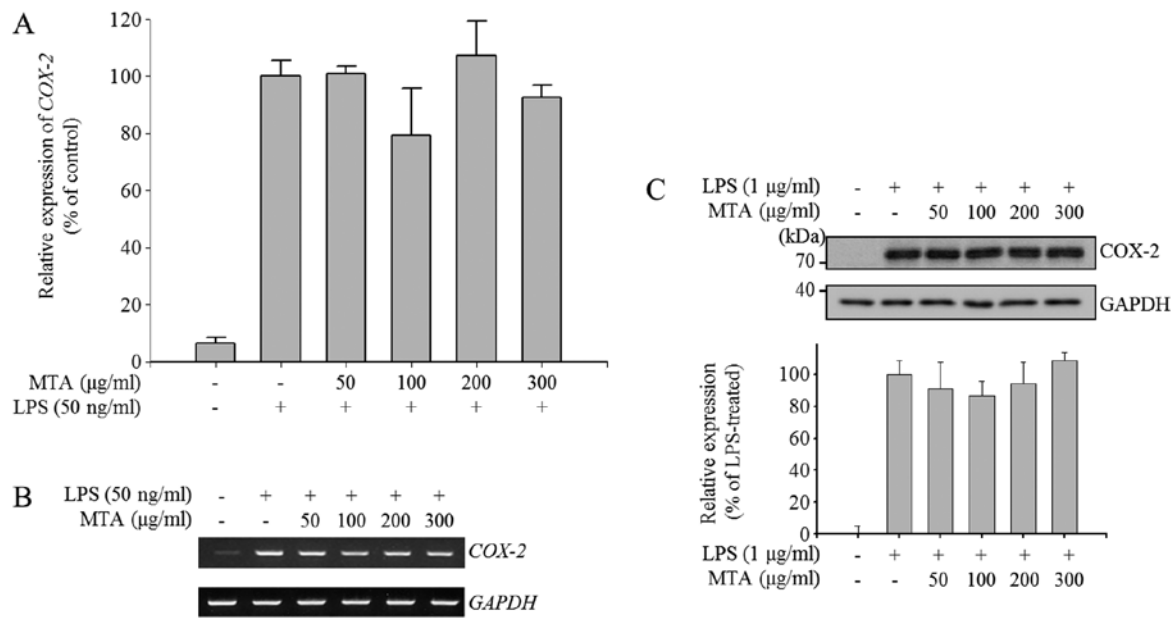 A
Relative expression of COX-2
(% of control)
120
100
80
60
40
20
0
MTA (μg/ml) - - 50 100 200 300
LPS (50 ng/ml) - + + + + +
B
LPS (50 ng/ml) - + + + + +
MTA (μg/ml) - - 50 100 200 300
COX-2
GAPDH
C
LPS (1 μg/ml) - + + + + +
MTA (μg/ml) - - 50 100 200 300
(kDa)
70
COX-2
40
GAPDH
Relative expression
(% of LPS-treated)
100
80
60
40
20
0
LPS (1 μg/ml) - + + + + +
MTA (μg/ml) - - 50 100 200 300